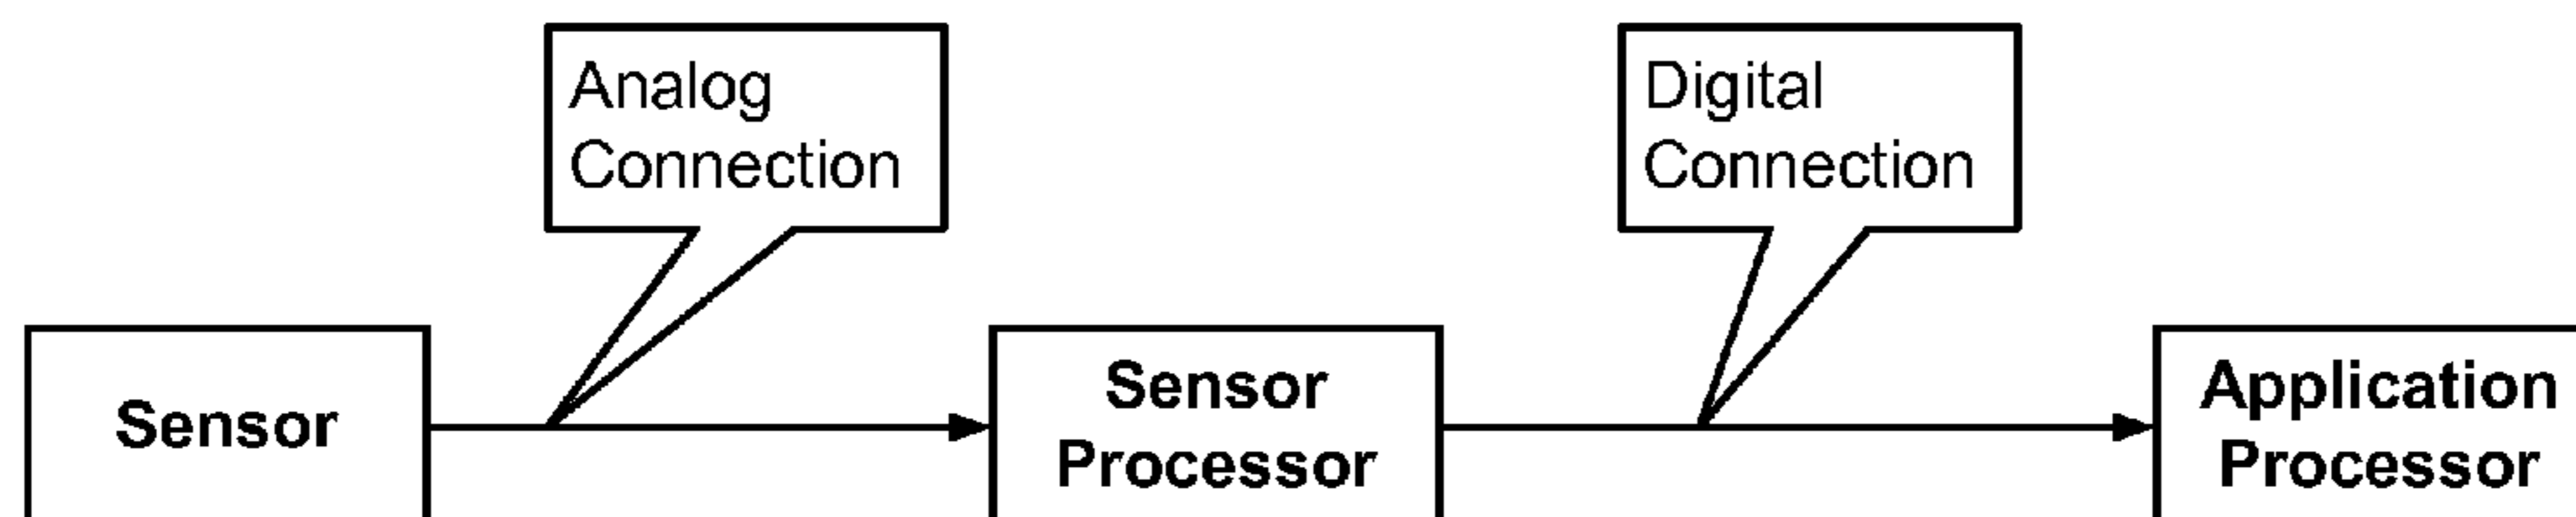 Analog
Connection
Digital
Connection
Sensor
Sensor
Processor
Application
Processor